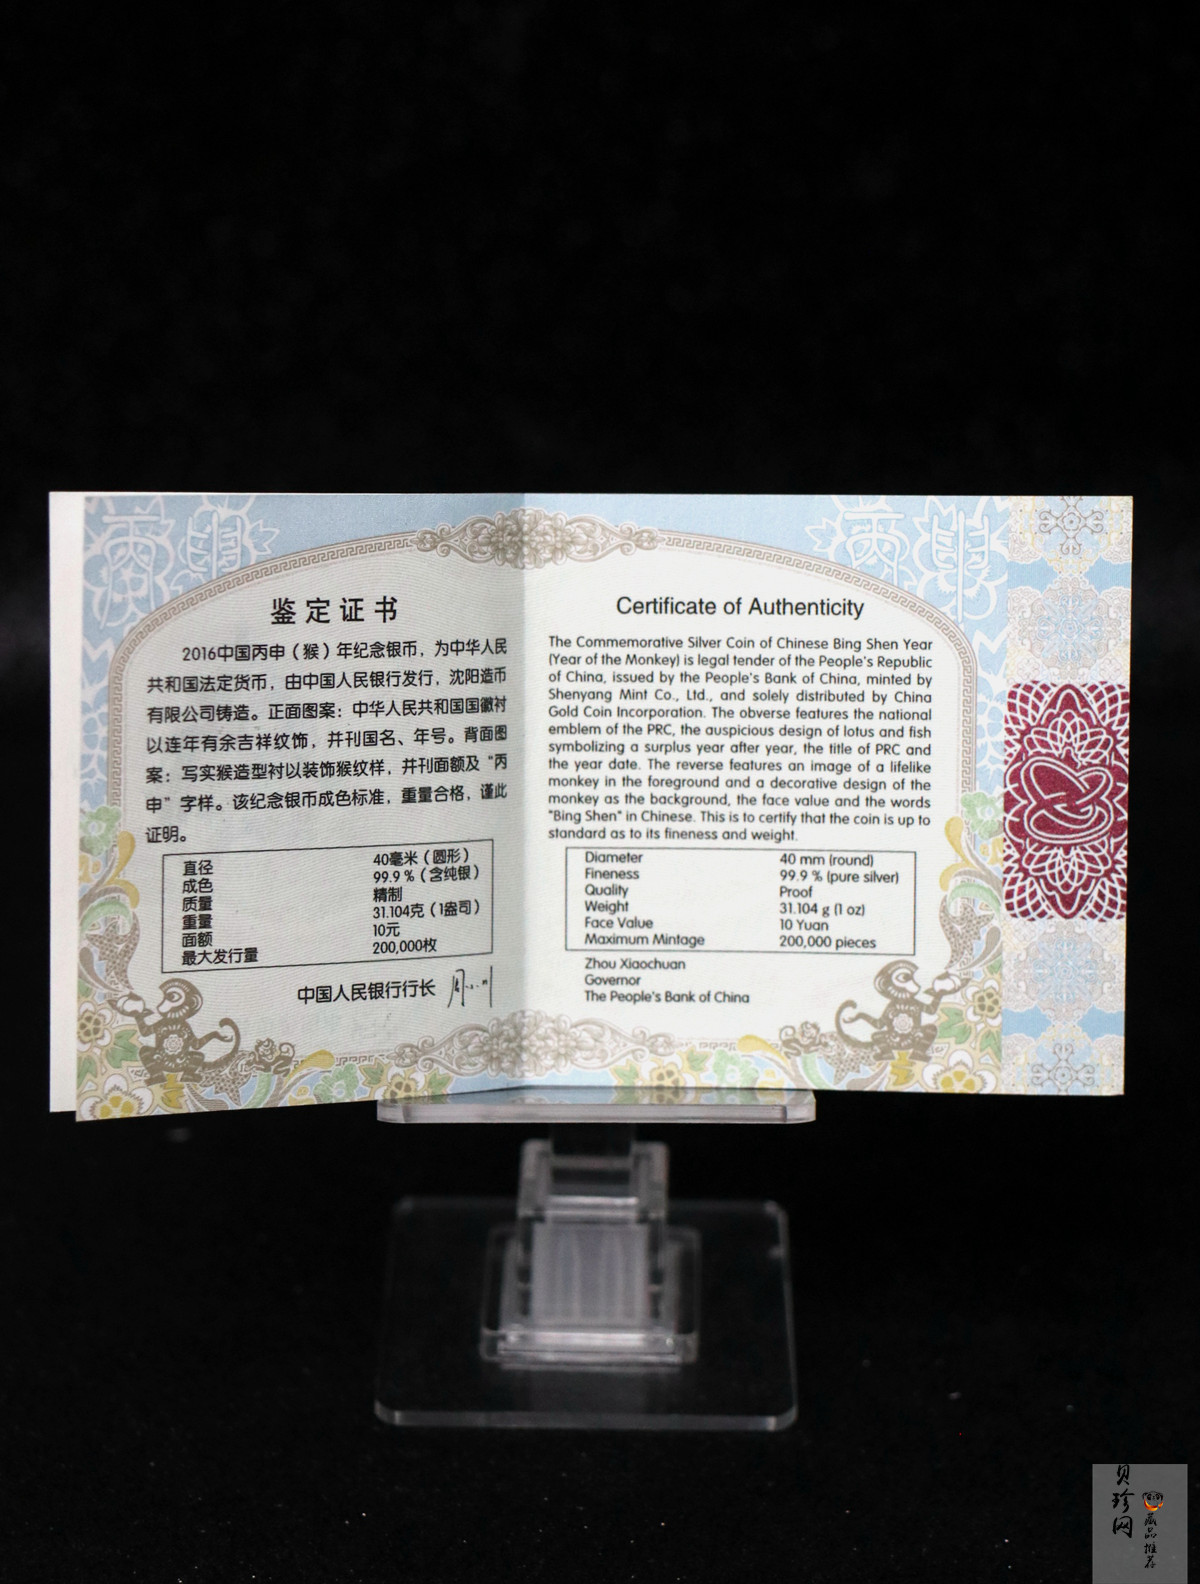 鉴定证书
2016中国丙申（猴）年纪念银币，为中华人民
共和国法定货币，由中国人民银行发行，沈阳造币
有限公司铸造。正面图案：中华人民共和国国徽衬
以连年有余吉祥纹饰，并刊国名、年号。背面图
案：写实猴造型衬以装饰猴纹样，并刊面额及“丙
申”字样。该纪念银币成色标准，重量合格，谨此
证明。
直径 40毫米（圆形）
成色 99.9 %（含纯银）
质量 精制
重量 31.104克（1盎司）
面额 10元
最大发行量 200,000枚
中国人民银行行长
Certificate of Authenticity
The Commemorative Silver Coin of Chinese Bing Shen Year
(Year of the Monkey) is legal tender of the People's Republic
of China, issued by the People's Bank of China, minted by
Shenyang Mint Co., Ltd., and solely distributed by China
Gold Coin Incorporation. The obverse features the national
emblem of the PRC, the auspicious design of lotus and fish
symbolizing a surplus year after year, the title of PRC and
the year date. The reverse features an image of a lifelike
monkey in the foreground and a decorative design of the
monkey as the background, the face value and the words
"Bing Shen" in Chinese. This is to certify that the coin is up to
standard as to its fineness and weight.
Diameter 40 mm (round)
Fineness 99.9 % (pure silver)
Quality Proof
Weight 31.104 g (1 oz)
Face Value 10 Yuan
Maximum Mintage 200,000 pieces
Zhou Xiaochuan
Governor
The People's Bank of China
贝珍网
藏品推荐